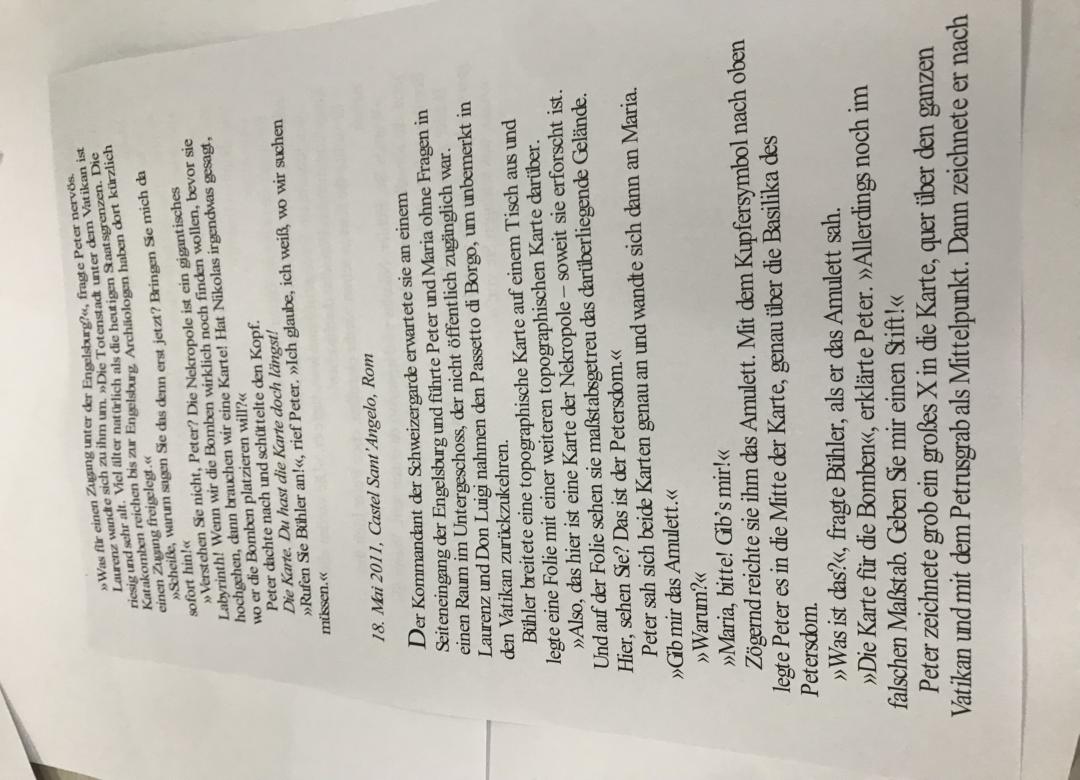 »Was für einen Zugang unter der Engelsburg?«, fragte Peter nervös.
Laurenz wandte sich zu ihm um. »Die Totenstadt unter dem Vatikan ist
riesig und sehr alt. Viel älter natürlich als die heutigen Staatsgrenzen. Die
Katakomben reichen bis zur Engelsburg. Archäologen haben dort kürzlich
einen Zugang freigelegt.«
»Scheiße, warum sagen Sie das denn erst jetzt? Bringen Sie mich da
sofort hin!«
»Verstehen Sie nicht, Peter? Die Nekropole ist ein gigantisches
Labyrinth! Wenn wir die Bomben wirklich noch finden wollen, bevor sie
hochgehen, dann brauchen wir eine Karte! Hat Nikolas irgendwas gesagt,
wo er die Bomben platzieren will?«
Peter dachte nach und schüttelte den Kopf.
Die Karte. Du hast die Karte doch längst!
»Rufen Sie Bühler an!«, rief Peter. »Ich glaube, ich weiß, wo wir suchen
müssen.«
18. Mai 2011, Castel Sant’Angelo, Rom
Der Kommandant der Schweizergarde erwartete sie an einem
Seiteneingang der Engelsburg und führte Peter und Maria ohne Fragen in
einen Raum im Untergeschoss, der nicht öffentlich zugänglich war.
Laurenz und Don Luigi nahmen den Passetto di Borgo, um unbemerkt in
den Vatikan zurückzukehren.
Bühler breitete eine topographische Karte auf einem Tisch aus und
legte eine Folie mit einer weiteren topographischen Karte darüber.
»Also, das hier ist eine Karte der Nekropole – soweit sie erforscht ist.
Und auf der Folie sehen sie maßstabsgetreu das darüberliegende Gelände.
Hier, sehen Sie? Das ist der Petersdom.«
Peter sah sich beide Karten genau an und wandte sich dann an Maria.
»Gib mir das Amulett.«
»Warum?«
»Maria, bitte! Gib’s mir!«
Zögernd reichte sie ihm das Amulett. Mit dem Kupfersymbol nach oben
legte Peter es in die Mitte der Karte, genau über die Basilika des
Petersdom.
»Was ist das?«, fragte Bühler, als er das Amulett sah.
»Die Karte für die Bomben«, erklärte Peter. »Allerdings noch im
falschen Maßstab. Geben Sie mir einen Stift!«
Peter zeichnete grob ein großes X in die Karte, quer über den ganzen
Vatikan und mit dem Petrusgrab als Mittelpunkt. Dann zeichnete er nach